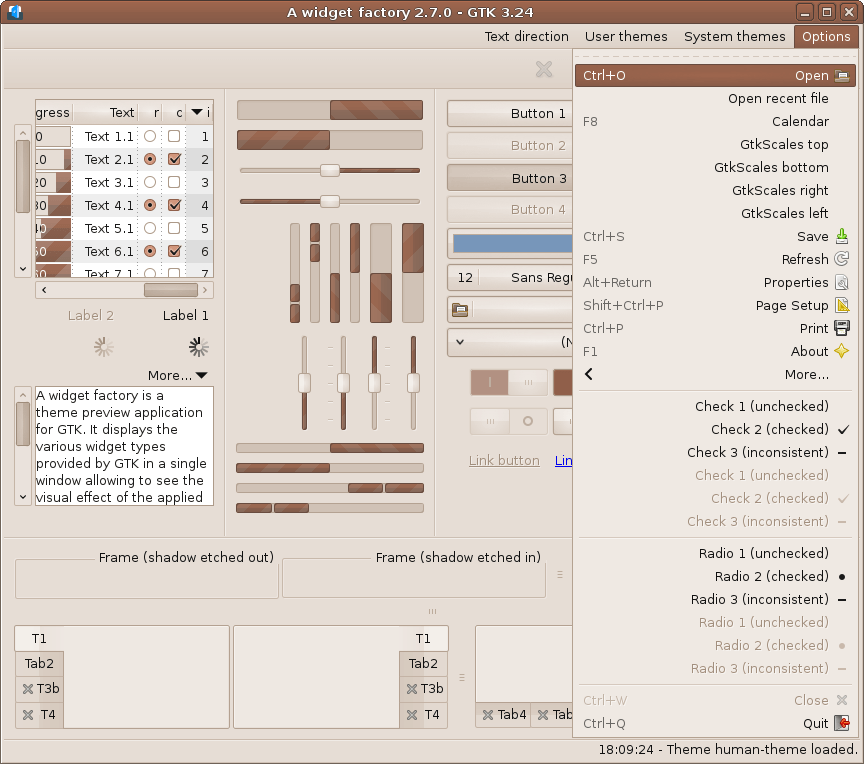 A widget factory 2.7.0 - GTK 3.24
Text direction User themes System themes Options
gress Text r c i
0 Text 1.1 1
10 Text 2.1 2
20 Text 3.1 3
30 Text 4.1 4
40 Text 5.1 5
50 Text 6.1 6
60 Text 7.1 7
Label 2 Label 1
More...
A widget factory is a
theme preview application
for GTK. It displays the
various widget types
provided by GTK in a single
window allowing to see the
visual effect of the applied
Button 1
Button 2
Button 3
Button 4
12 Sans Regu
(N
Link button Lin
Ctrl+O Open
Open recent file
F8 Calendar
GtkScales top
GtkScales bottom
GtkScales right
GtkScales left
Ctrl+S Save
F5 Refresh
Alt+Return Properties
Shift+Ctrl+P Page Setup
Ctrl+P Print
F1 About
More...
Check 1 (unchecked)
Check 2 (checked)
Check 3 (inconsistent)
Check 1 (unchecked)
Check 2 (checked)
Check 3 (inconsistent)
Radio 1 (unchecked)
Radio 2 (checked)
Radio 3 (inconsistent)
Radio 1 (unchecked)
Radio 2 (checked)
Radio 3 (inconsistent)
Ctrl+W Close
Ctrl+Q Quit
Frame (shadow etched out) Frame (shadow etched in)
T1
Tab2
T3b
T4
T1
Tab2
T3b
T4
Tab4 Tab
18:09:24 - Theme human-theme loaded.